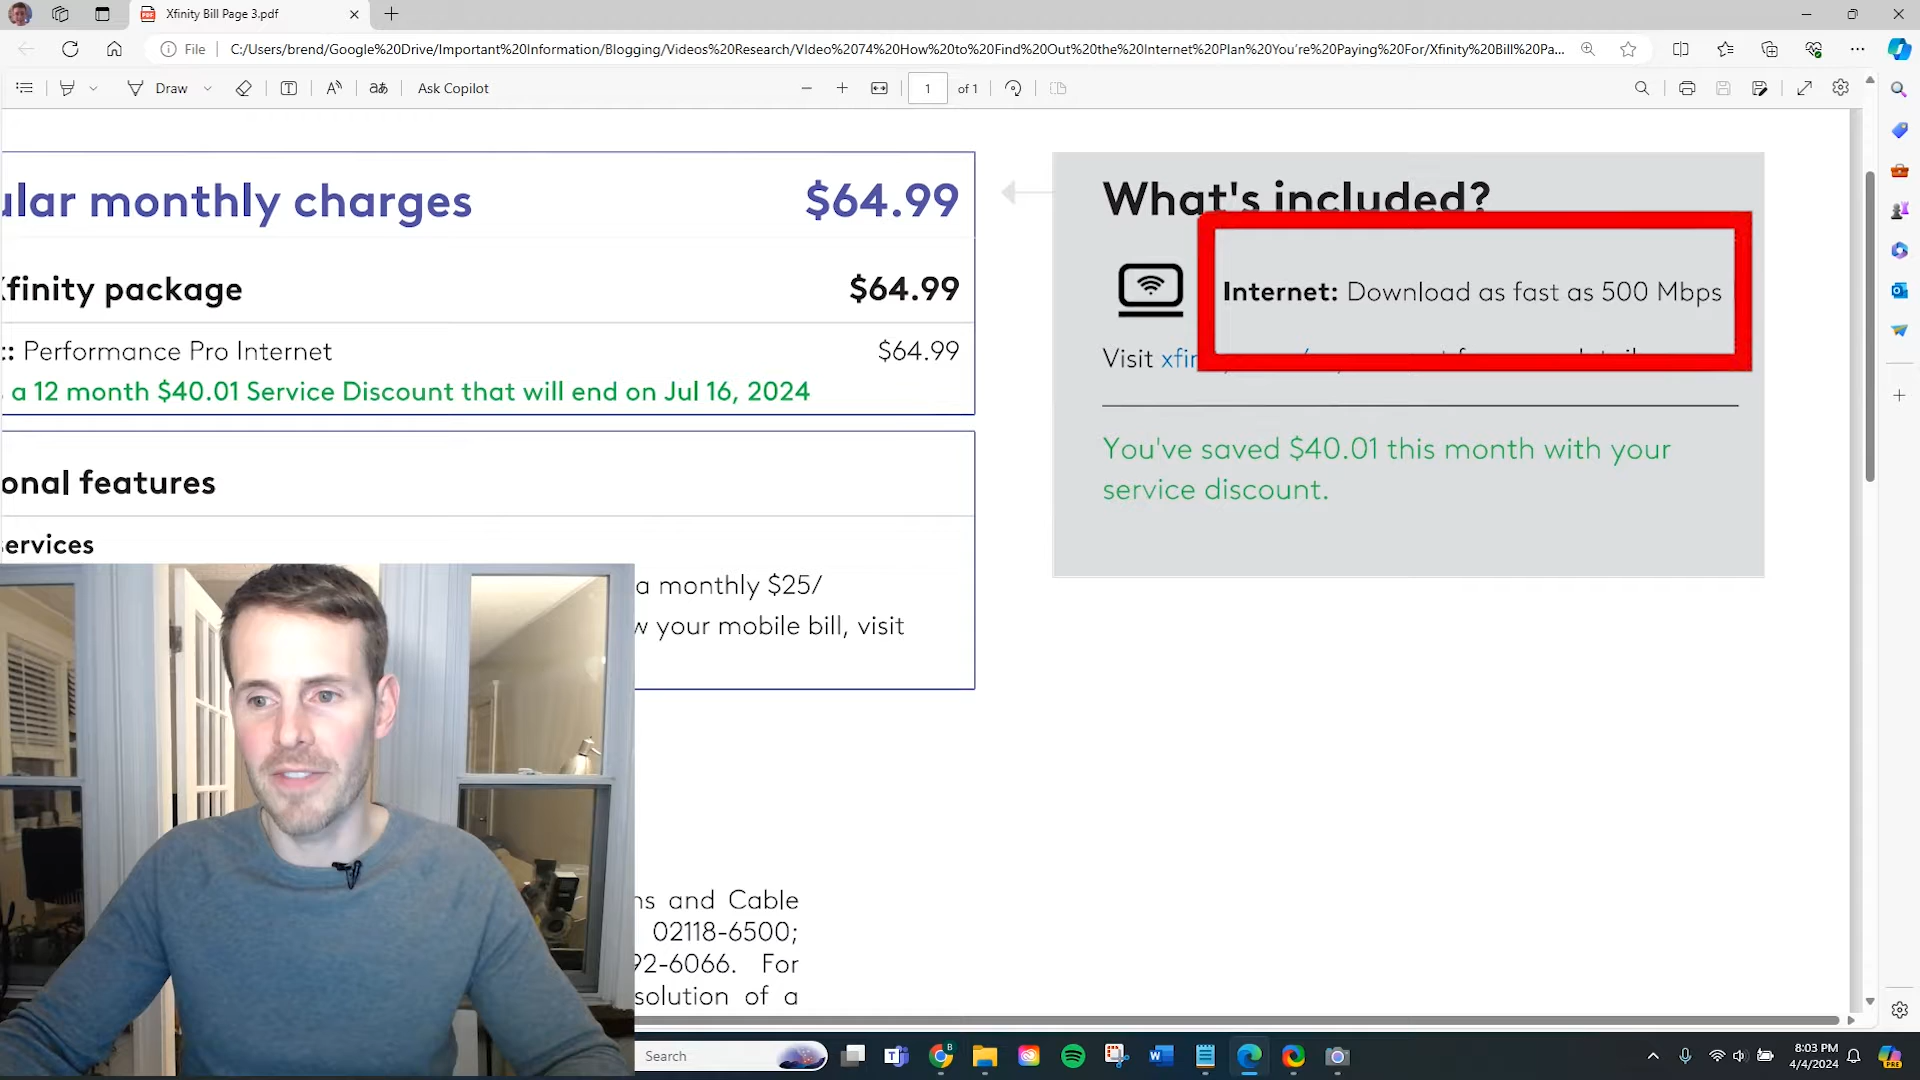 Xfinity Bill Page 3.pdf
File
C:/Users/brend/Google%20Drive/Important%20Information/Blogging/Videos%20Research/VIdeo%2074%20How%20to%20Find%20Out%20the%20Internet%20Plan%20You're%20Paying%20For/Xfinity%20Bill%20Pa...
Draw
Ask Copilot
1
of 1
ular monthly charges $64.99
finity package $64.99
: Performance Pro Internet $64.99
a 12 month $40.01 Service Discount that will end on Jul 16, 2024
onal features
ervices
a monthly $25/
w your mobile bill, visit
ns and Cable
02118-6500;
92-6066. For
solution of a
What's included?
Internet: Download as fast as 500 Mbps
Visit xfin
You've saved $40.01 this month with your
service discount.
Search
8:03 PM
4/4/2024